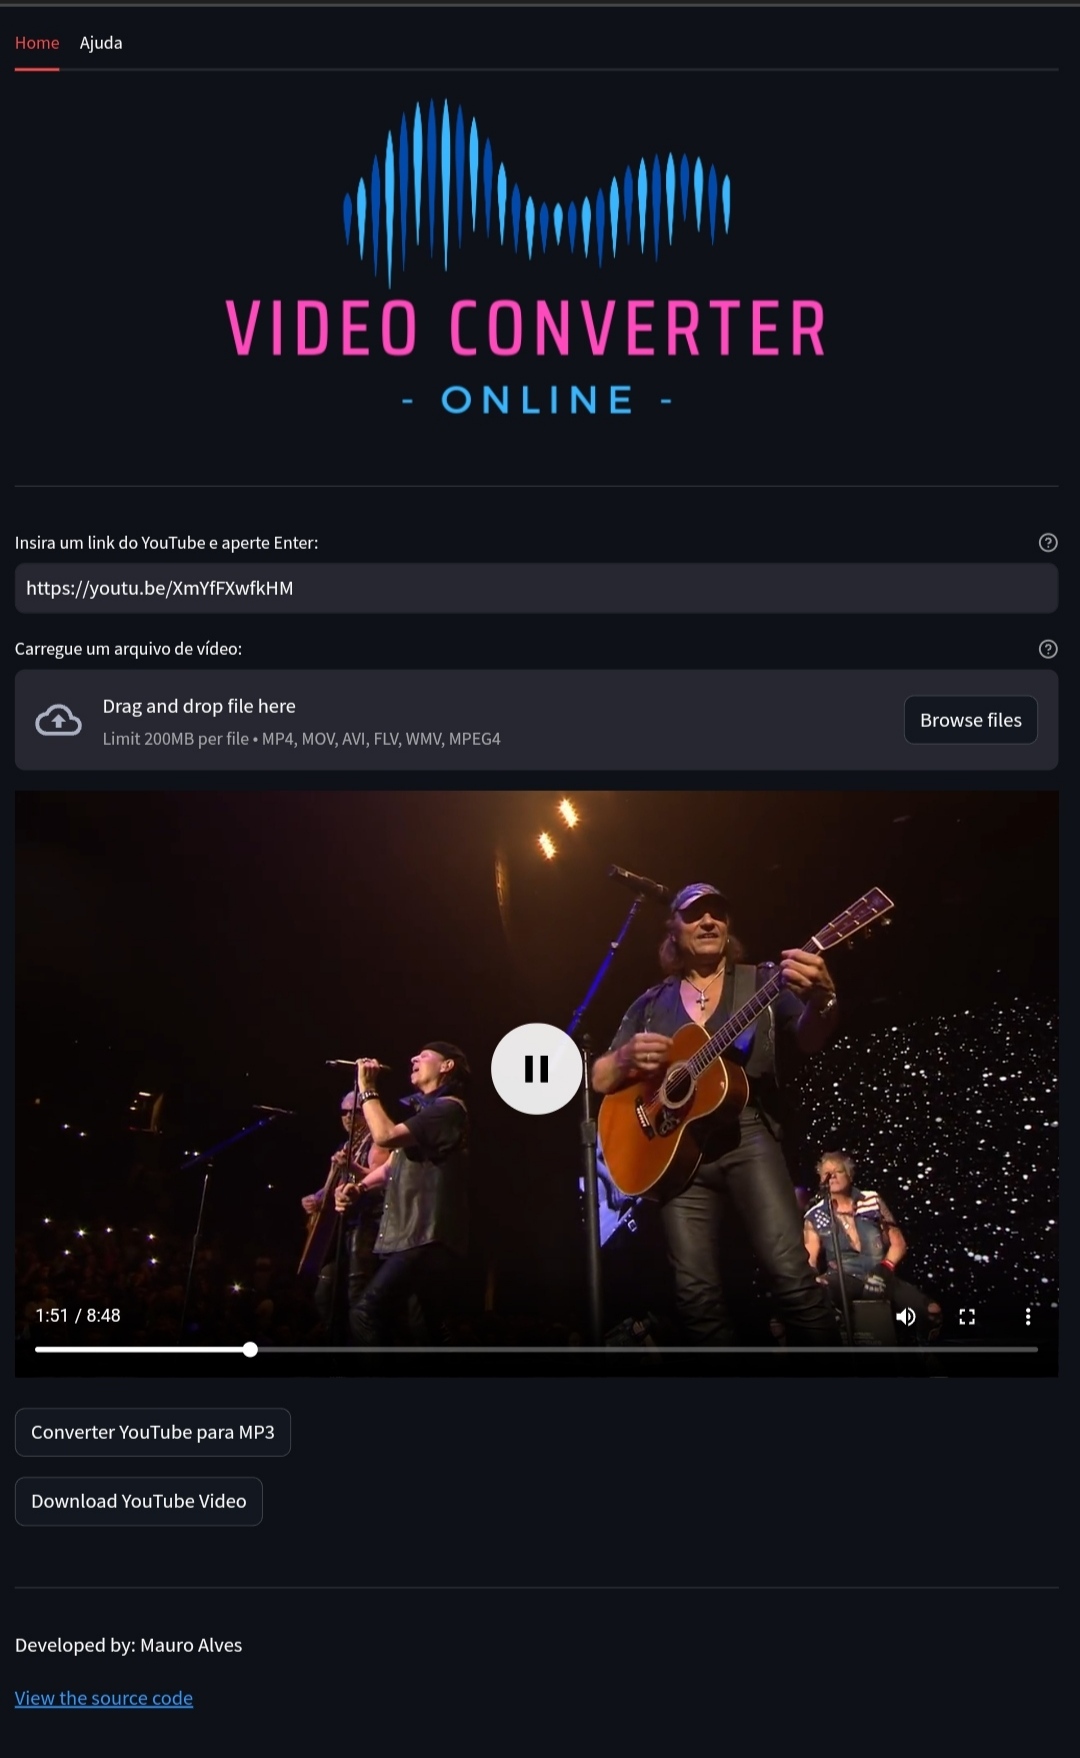 Home Ajuda
VIDEO CONVERTER
- ONLINE -
Insira um link do YouTube e aperte Enter:
https://youtu.be/XmYfFXwfkHM
Carregue um arquivo de vídeo:
Drag and drop file here
Limit 200MB per file • MP4, MOV, AVI, FLV, WMV, MPEG4
Browse files
1:51 / 8:48
Converter YouTube para MP3
Download YouTube Video
Developed by: Mauro Alves
View the source code